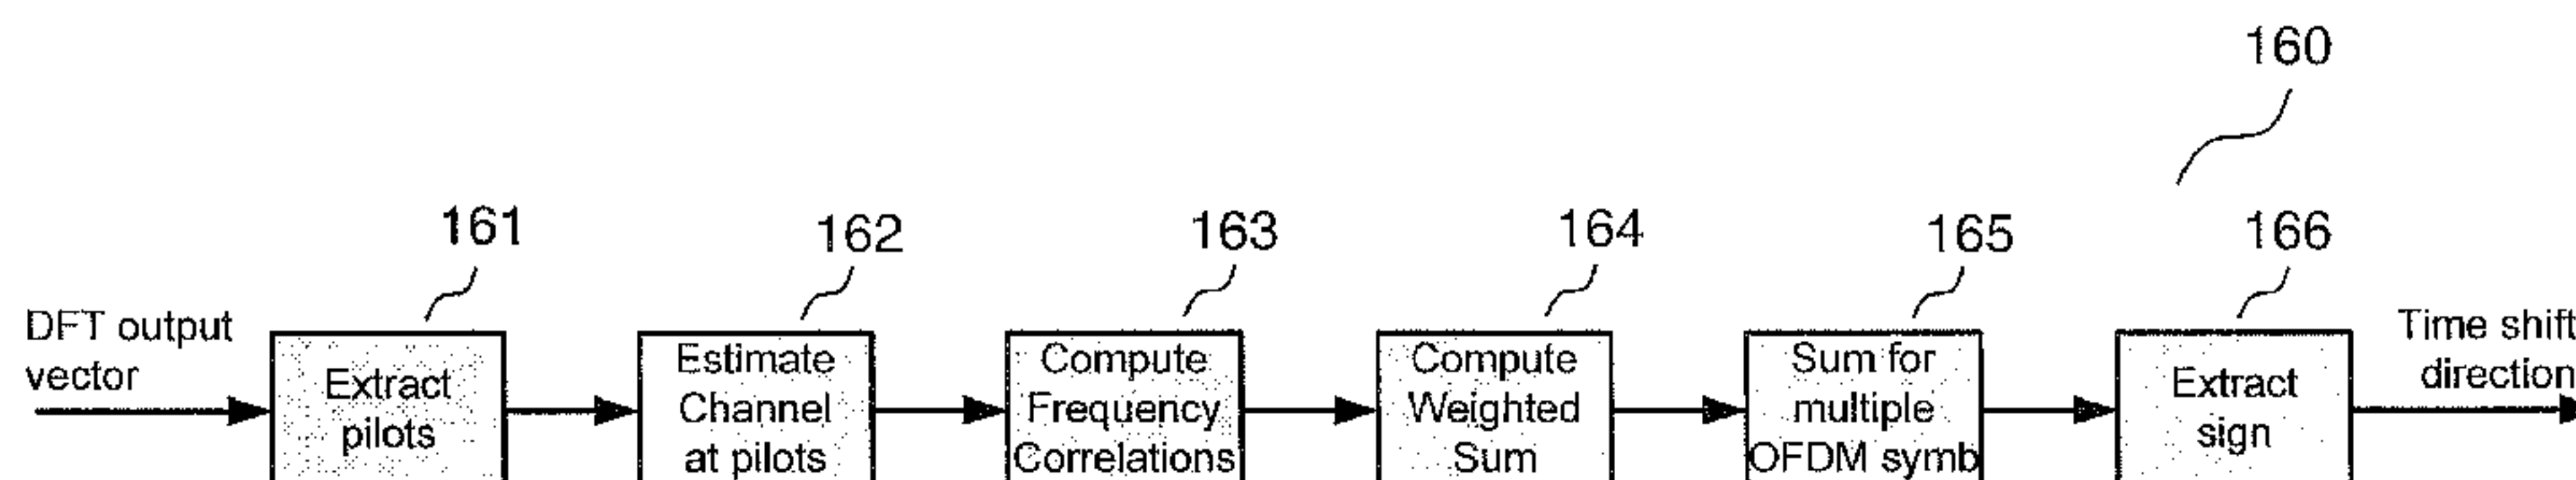 160
161
162
163
164
165
166
DFT output
vector
Extract
pilots
Estimate
Channel
at pilots
Compute
Frequency
Correlations
Compute
Weighted
Sum
Sum for
multiple
OFDM symb
Extract
sign
Time shift
direction